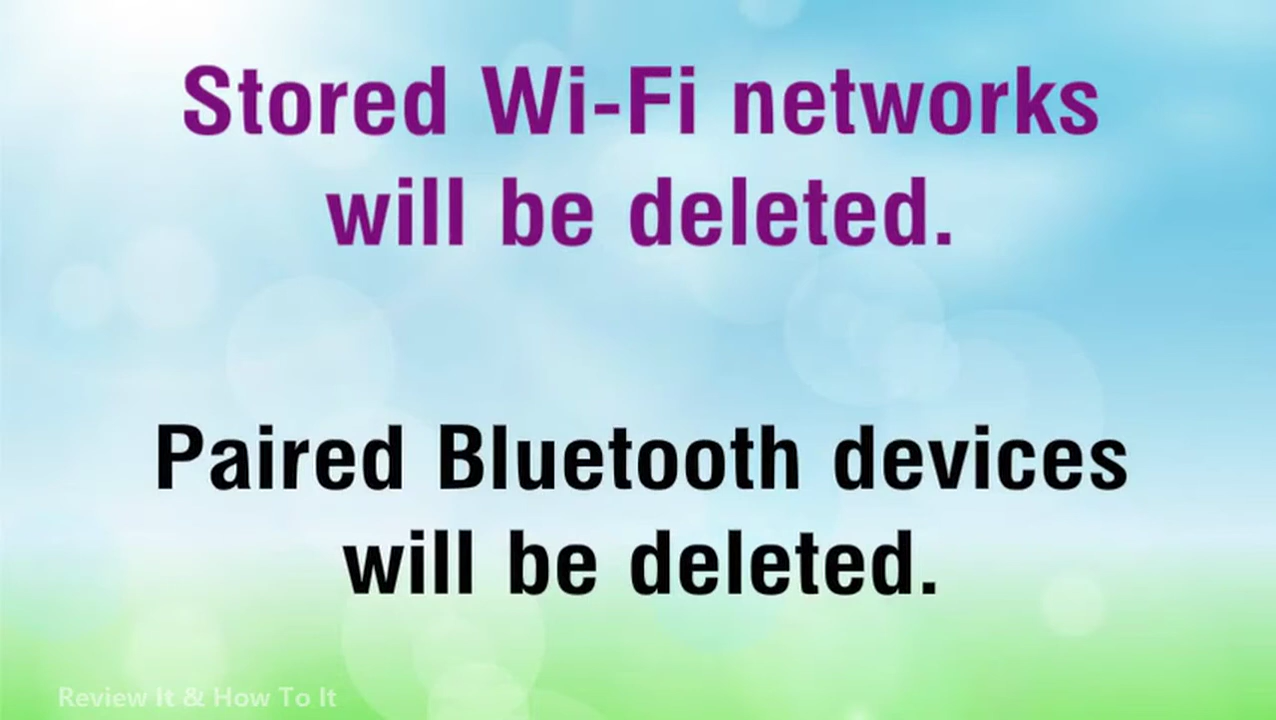 Stored Wi-Fi networks
will be deleted.
Paired Bluetooth devices
will be deleted.
Review It & How To It